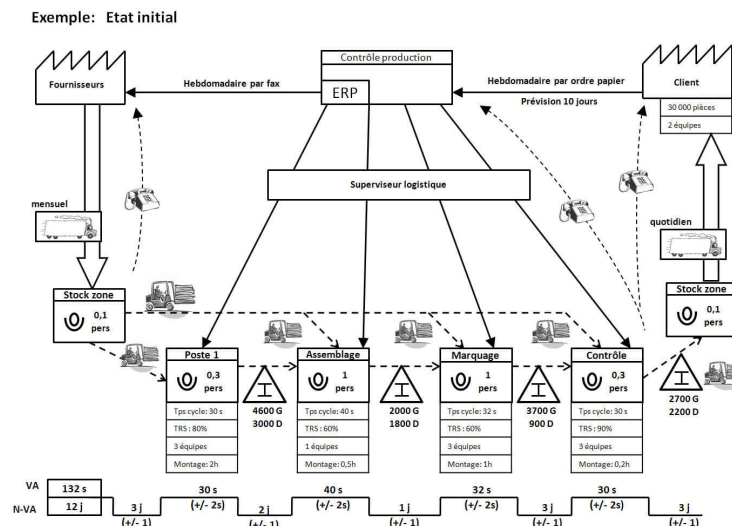 Exemple: Etat initial
Contrôle production
ERP
Fournisseurs
Hebdomadaire par fax
Hebdomadaire par ordre papier
Prévision 10 jours
Client
30 000 pièces
2 équipes
Superviseur logistique
mensuel
quotidien
Stock zone
0,1
pers
Stock zone
0,1
pers
Poste 1
0,3
pers
Tps cycle: 30 s
TRS : 80%
3 équipes
Montage: 2h
I
4600 G
3000 D
Assemblage
1
pers
Tps cycle: 40 s
TRS: 60%
1 équipes
Montage: 0,5h
I
2000 G
1800 D
Marquage
1
pers
Tps cycle: 32 s
TRS : 60%
3 équipes
Montage: 1h
I
3700 G
900 D
Contrôle
0,3
pers
Tps cycle: 30 s
TRS: 90%
3 équipes
Montage: 0,2h
I
2700 G
2200 D
VA
N-VA
132 s
12 j
3 j
(+/- 1)
30 s
(+/- 2s)
2 j
(+/- 1)
40 s
(+/- 2s)
1 j
(+/- 1)
32 s
(+/- 2s)
3 j
(+/- 1)
30 s
(+/- 2s)
3 j
(+/- 1)